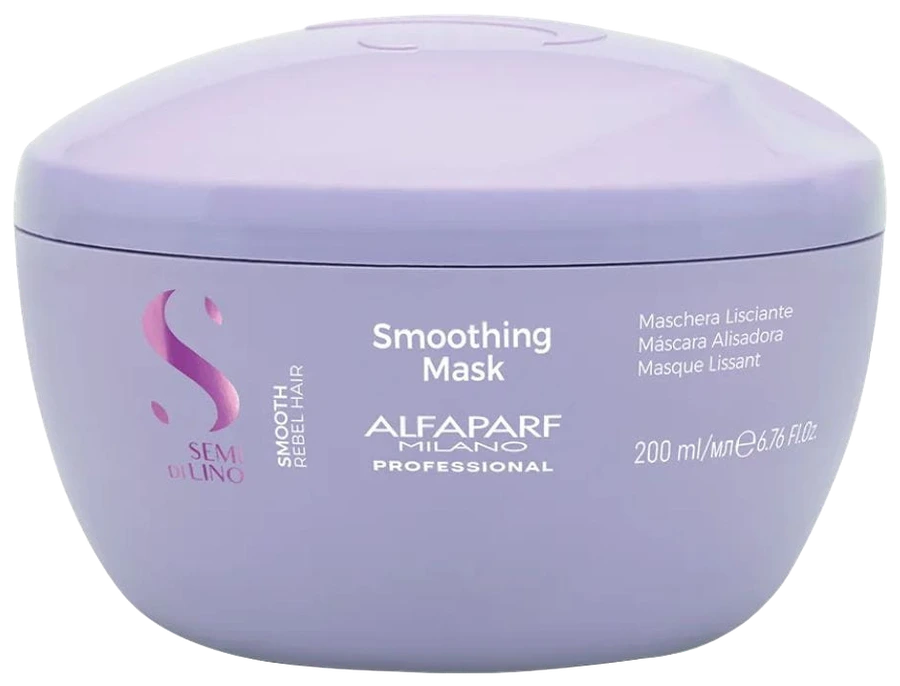 SEMI
DI LINO
SMOOTH
REBEL HAIR
Smoothing
Mask
ALFAPARF
MILANO
PROFESSIONAL
Maschera Lisciante
Máscara Alisadora
Masque Lissant
200 ml/мл℮6.76 Fl.Oz.